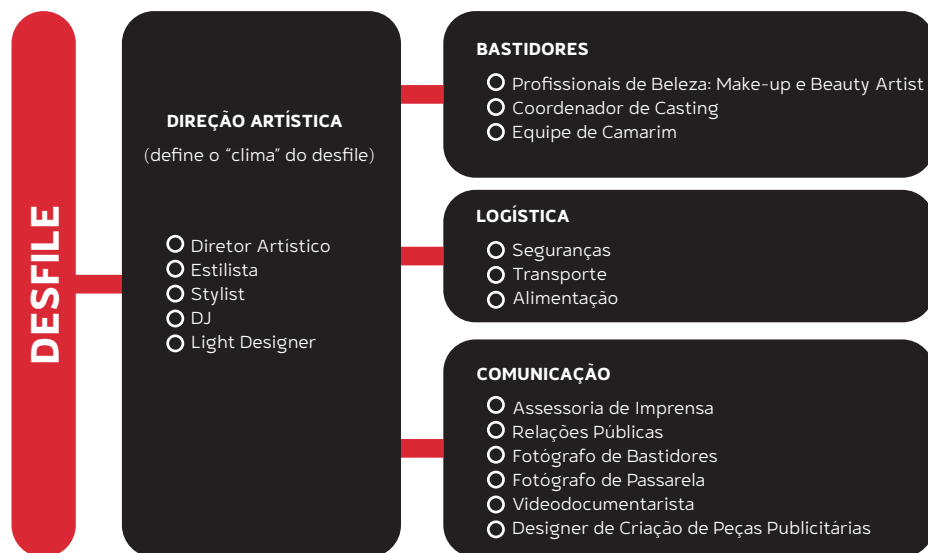 DESFILE
DIREÇÃO ARTÍSTICA
(define o “clima” do desfile)
Diretor Artístico
Estilista
Stylist
DJ
Light Designer
BASTIDORES
Profissionais de Beleza: Make-up e Beauty Artist
Coordenador de Casting
Equipe de Camarim
LOGÍSTICA
Seguranças
Transporte
Alimentação
COMUNICAÇÃO
Assessoria de Imprensa
Relações Públicas
Fotógrafo de Bastidores
Fotógrafo de Passarela
Videodocumentarista
Designer de Criação de Peças Publicitárias